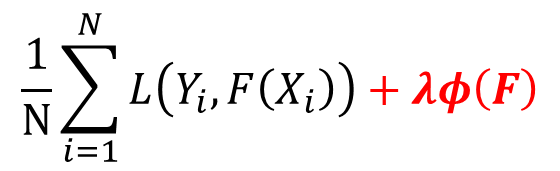 1/N ∑_{i=1}^{N} L(Y_i, F(X_i)) + λϕ(F)